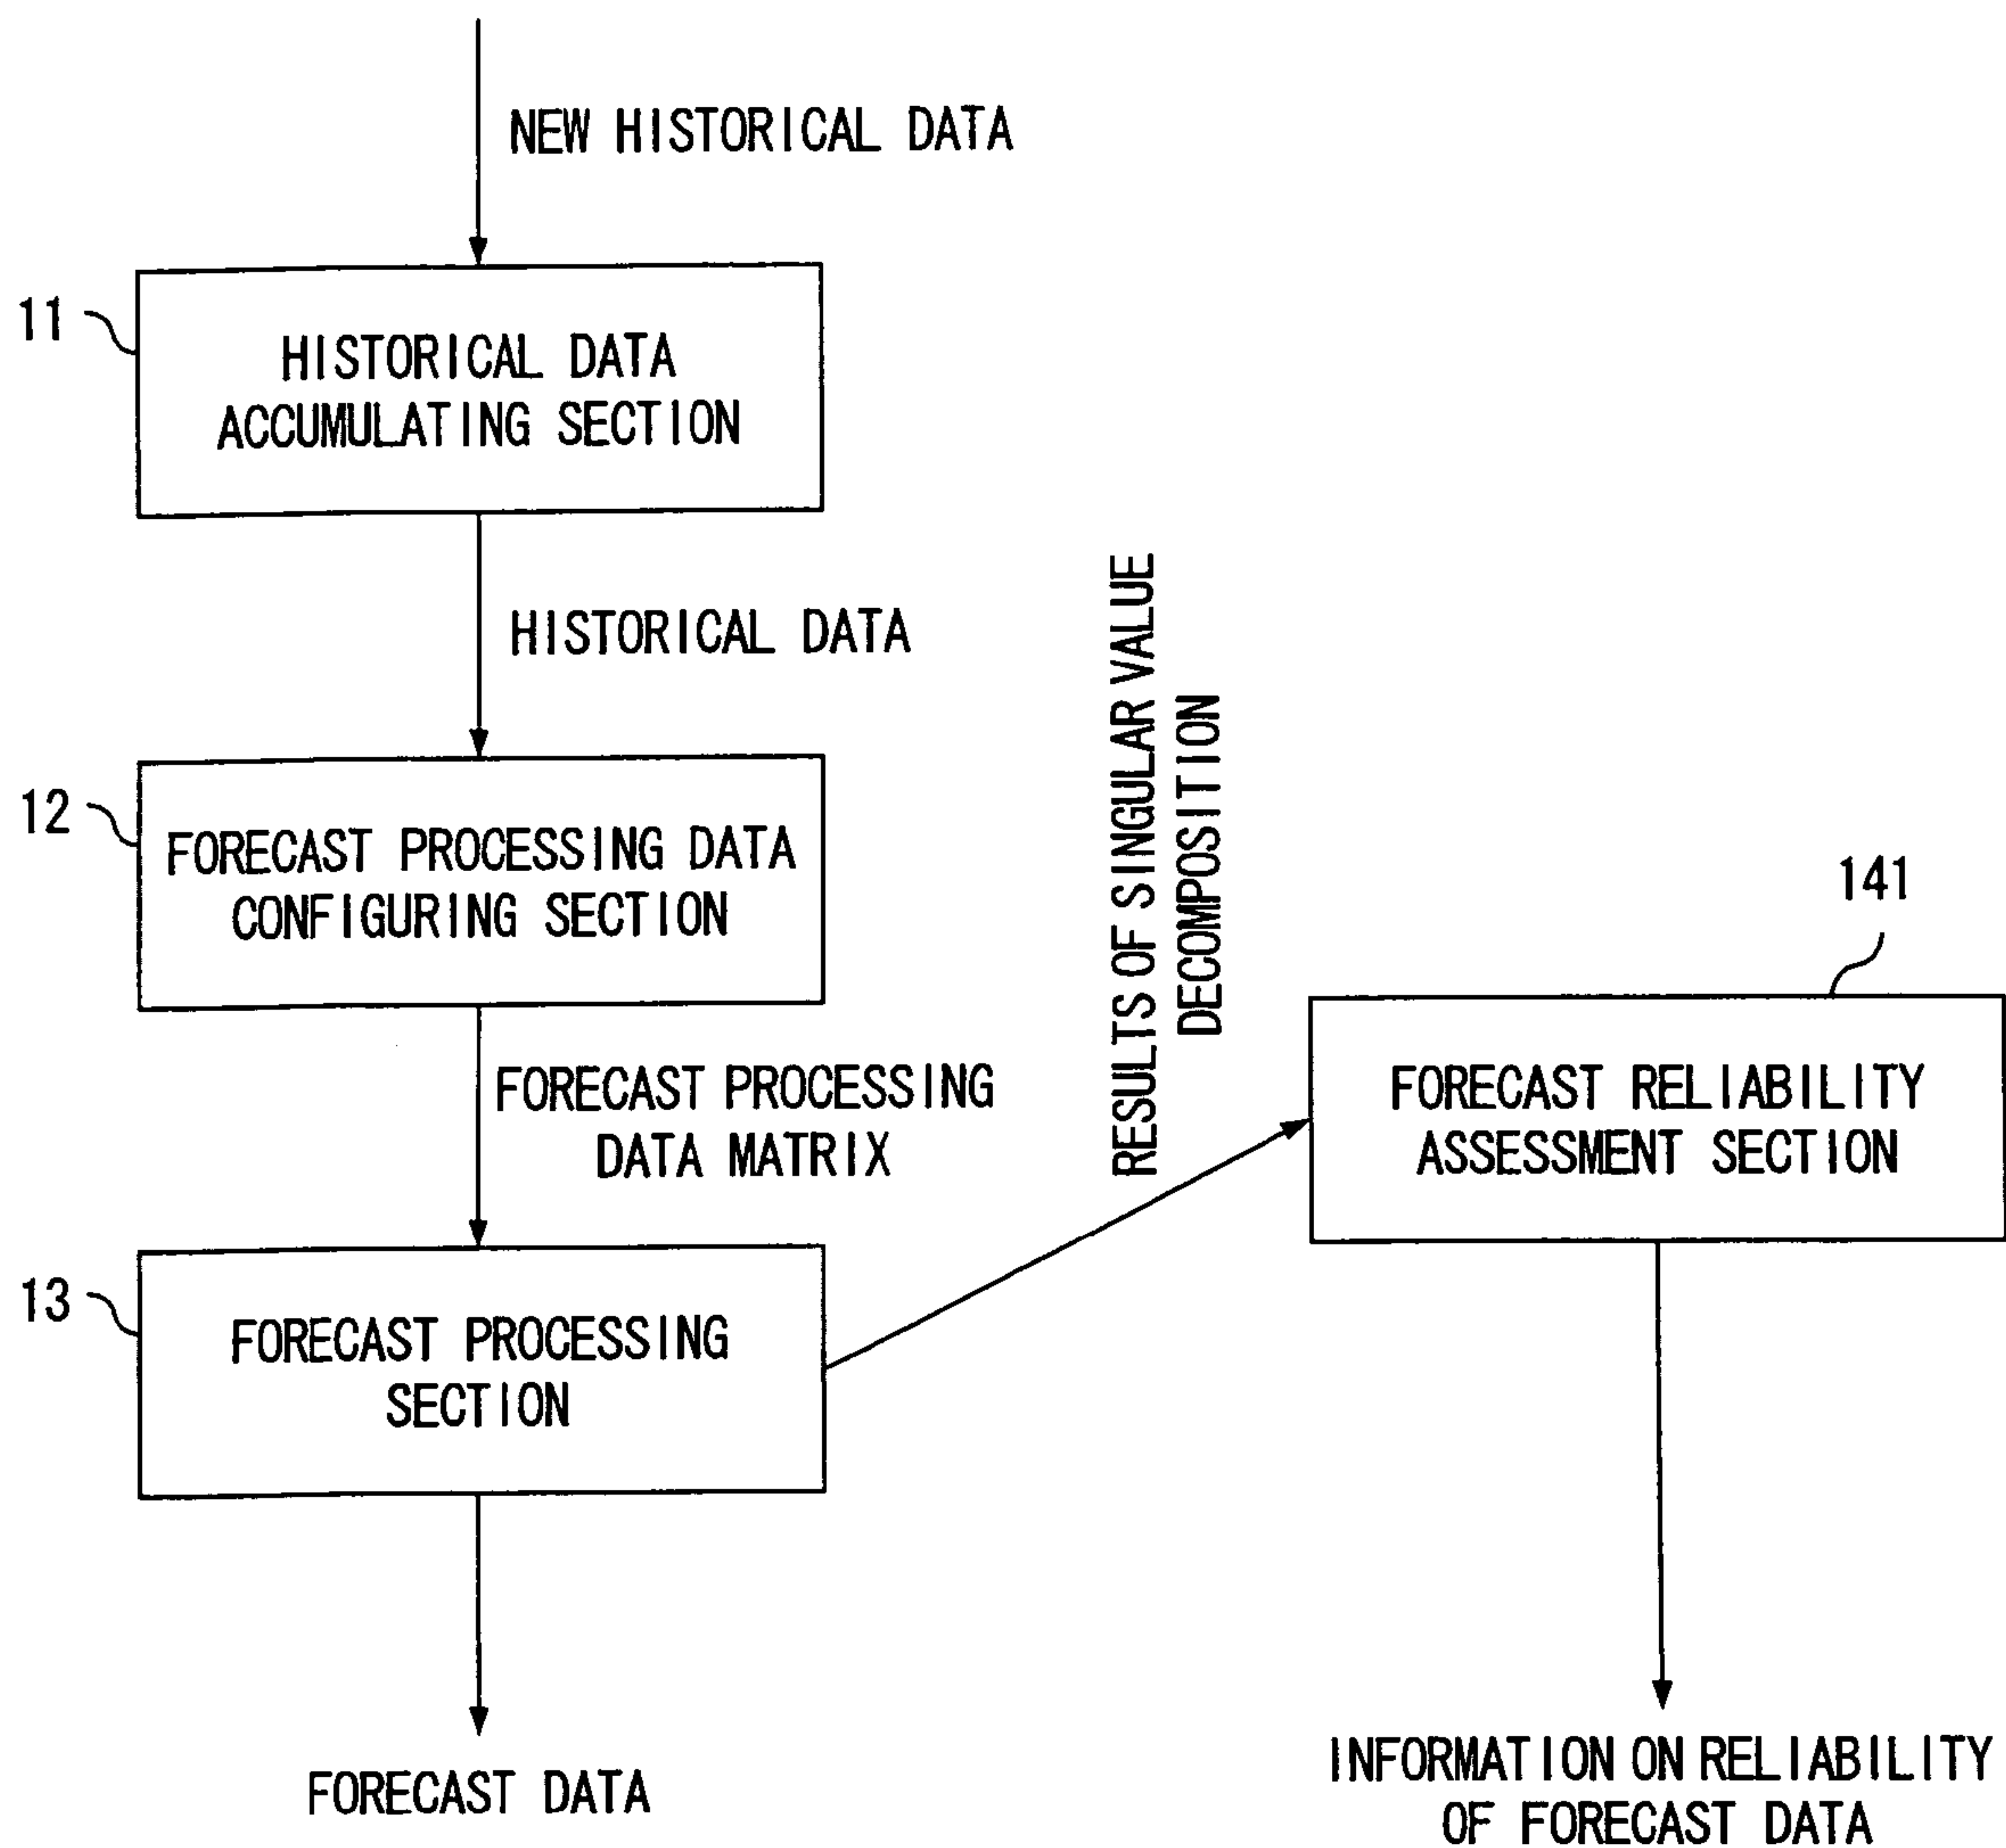 NEW HISTORICAL DATA
11
HISTORICAL DATA
ACCUMULATING SECTION
HISTORICAL DATA
12
FORECAST PROCESSING DATA
CONFIGURING SECTION
RESULTS OF SINGULAR VALUE
DECOMPOSITION
141
FORECAST RELIABILITY
ASSESSMENT SECTION
FORECAST PROCESSING
DATA MATRIX
13
FORECAST PROCESSING
SECTION
FORECAST DATA
INFORMATION ON RELIABILITY
OF FORECAST DATA